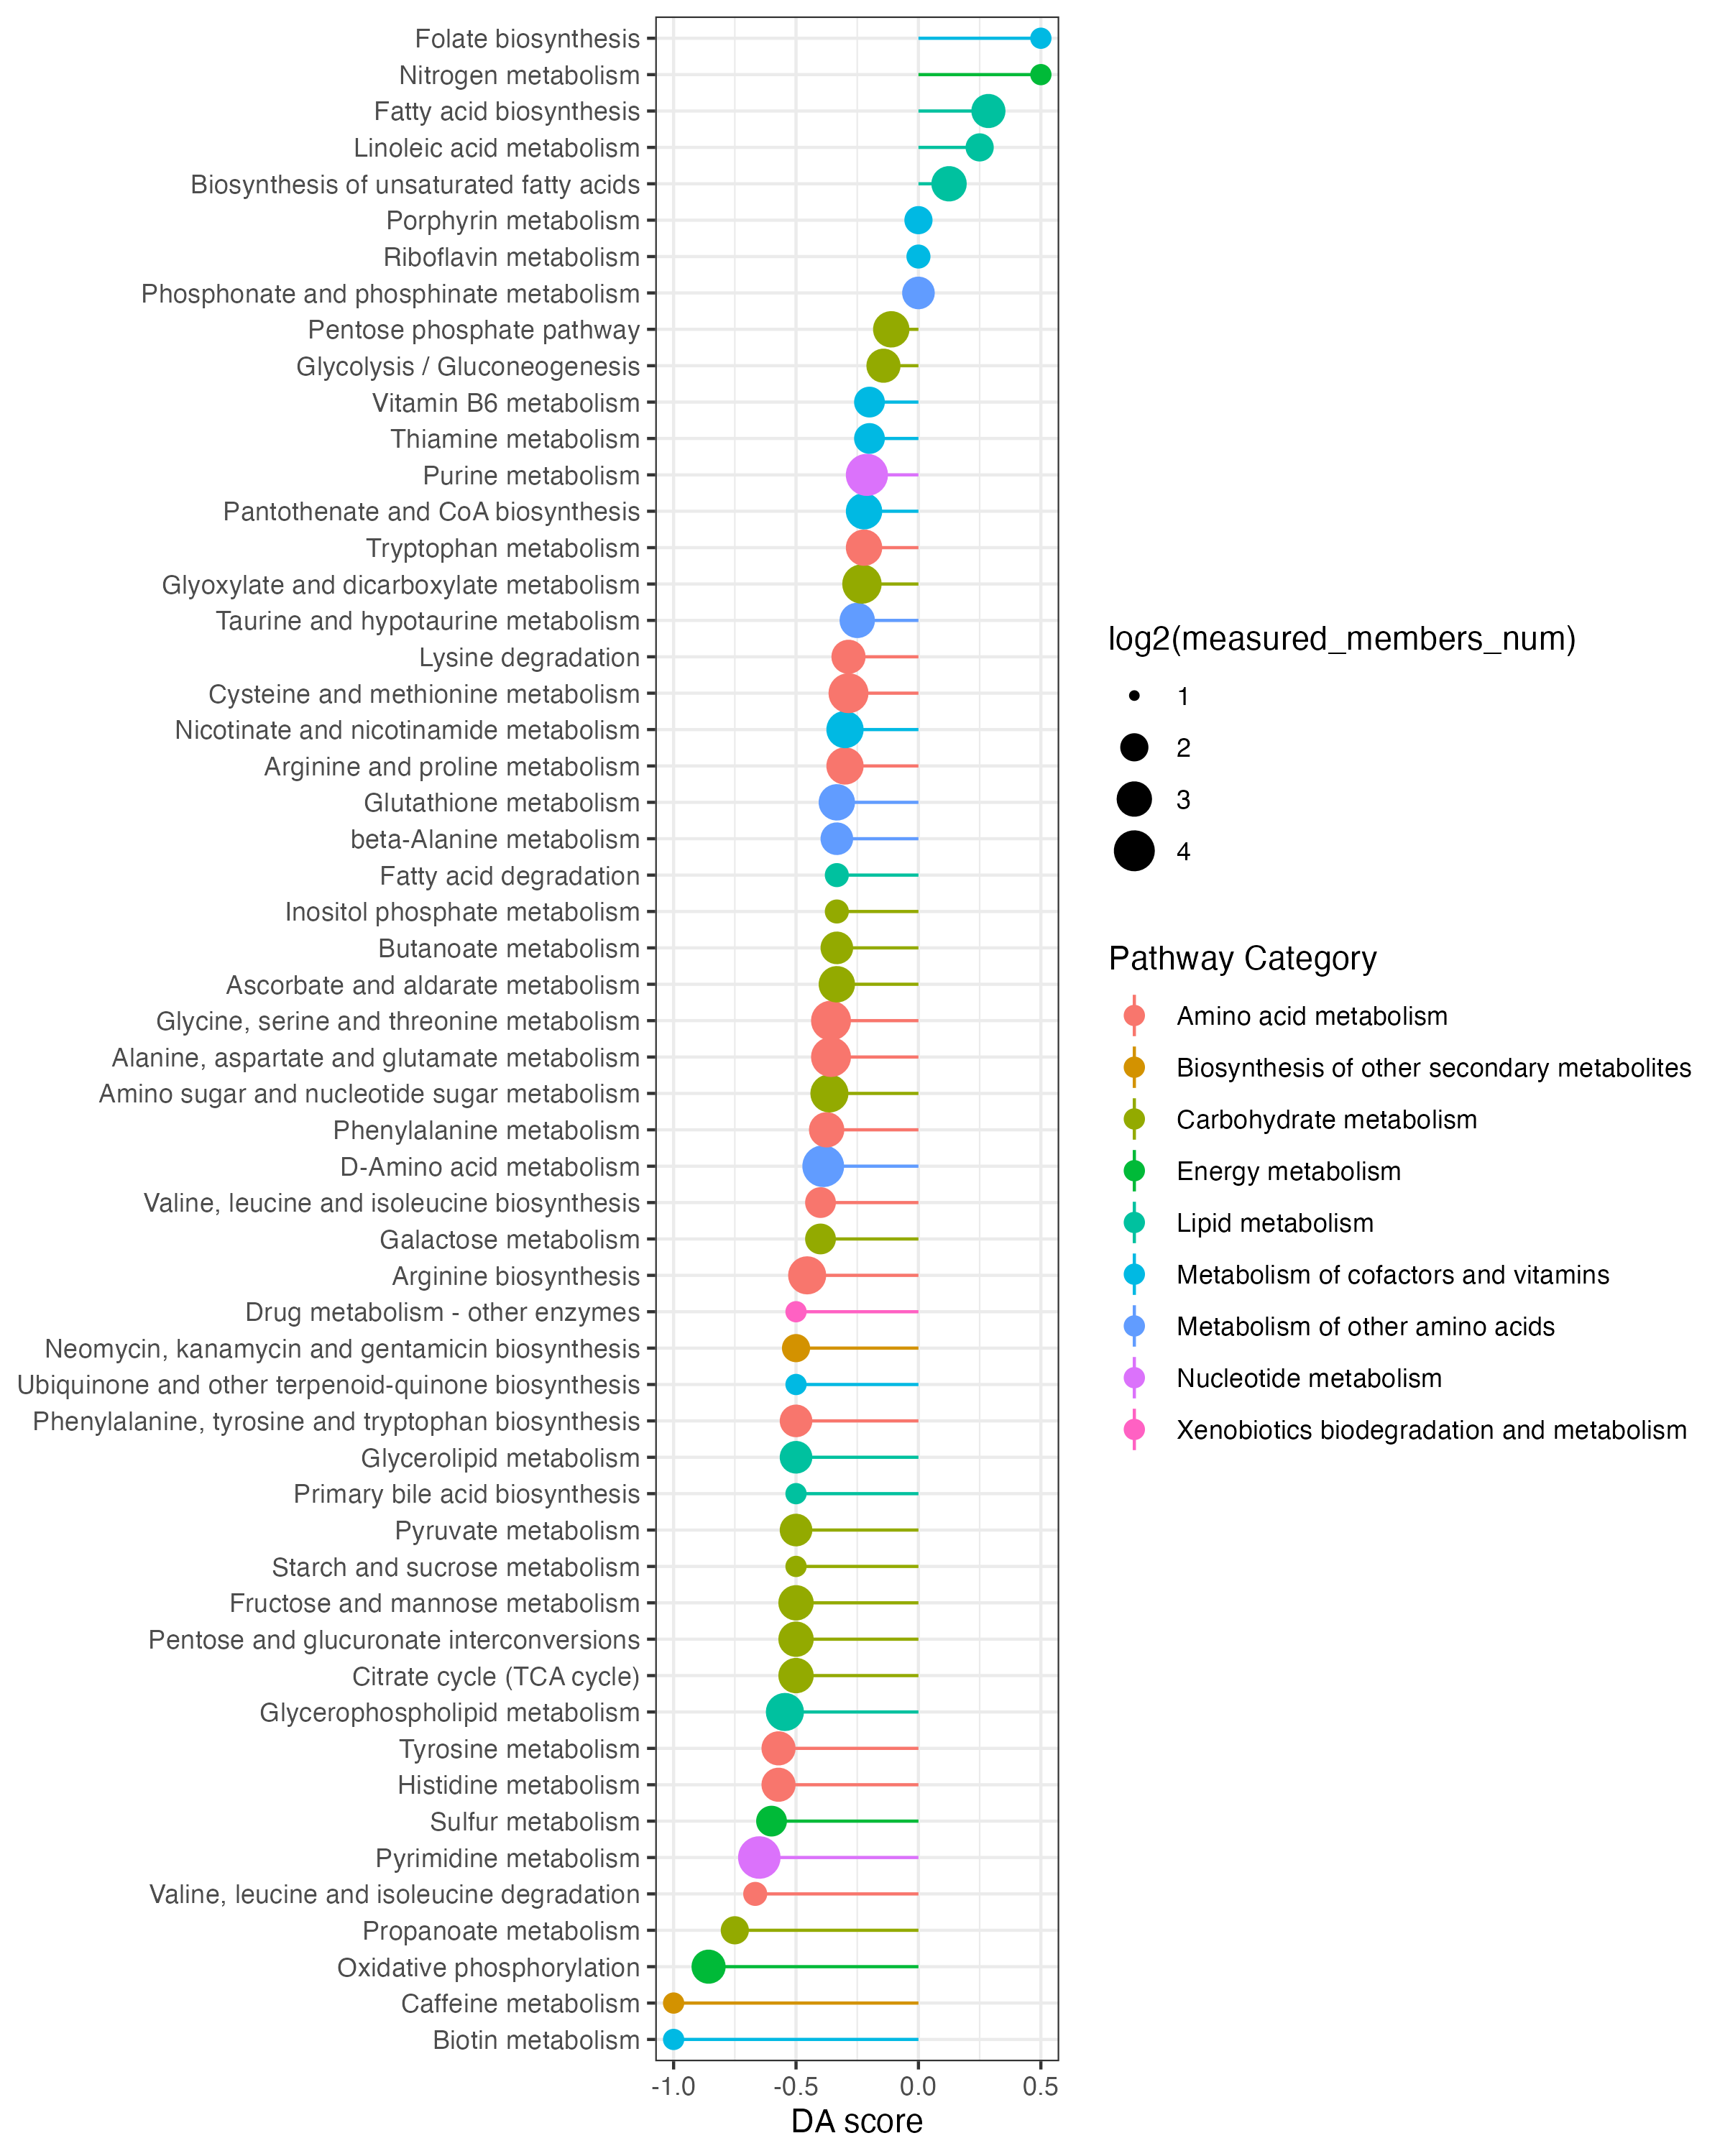 Folate biosynthesis
Nitrogen metabolism
Fatty acid biosynthesis
Linoleic acid metabolism
Biosynthesis of unsaturated fatty acids
Porphyrin metabolism
Riboflavin metabolism
Phosphonate and phosphinate metabolism
Pentose phosphate pathway
Glycolysis / Gluconeogenesis
Vitamin B6 metabolism
Thiamine metabolism
Purine metabolism
Pantothenate and CoA biosynthesis
Tryptophan metabolism
Glyoxylate and dicarboxylate metabolism
Taurine and hypotaurine metabolism
Lysine degradation
Cysteine and methionine metabolism
Nicotinate and nicotinamide metabolism
Arginine and proline metabolism
Glutathione metabolism
beta-Alanine metabolism
Fatty acid degradation
Inositol phosphate metabolism
Butanoate metabolism
Ascorbate and aldarate metabolism
Glycine, serine and threonine metabolism
Alanine, aspartate and glutamate metabolism
Amino sugar and nucleotide sugar metabolism
Phenylalanine metabolism
D-Amino acid metabolism
Valine, leucine and isoleucine biosynthesis
Galactose metabolism
Arginine biosynthesis
Drug metabolism - other enzymes
Neomycin, kanamycin and gentamicin biosynthesis
Ubiquinone and other terpenoid-quinone biosynthesis
Phenylalanine, tyrosine and tryptophan biosynthesis
Glycerolipid metabolism
Primary bile acid biosynthesis
Pyruvate metabolism
Starch and sucrose metabolism
Fructose and mannose metabolism
Pentose and glucuronate interconversions
Citrate cycle (TCA cycle)
Glycerophospholipid metabolism
Tyrosine metabolism
Histidine metabolism
Sulfur metabolism
Pyrimidine metabolism
Valine, leucine and isoleucine degradation
Propanoate metabolism
Oxidative phosphorylation
Caffeine metabolism
Biotin metabolism
-1.0 -0.5 0.0 0.5
DA score
log2(measured_members_num)
1
2
3
4
Pathway Category
Amino acid metabolism
Biosynthesis of other secondary metabolites
Carbohydrate metabolism
Energy metabolism
Lipid metabolism
Metabolism of cofactors and vitamins
Metabolism of other amino acids
Nucleotide metabolism
Xenobiotics biodegradation and metabolism